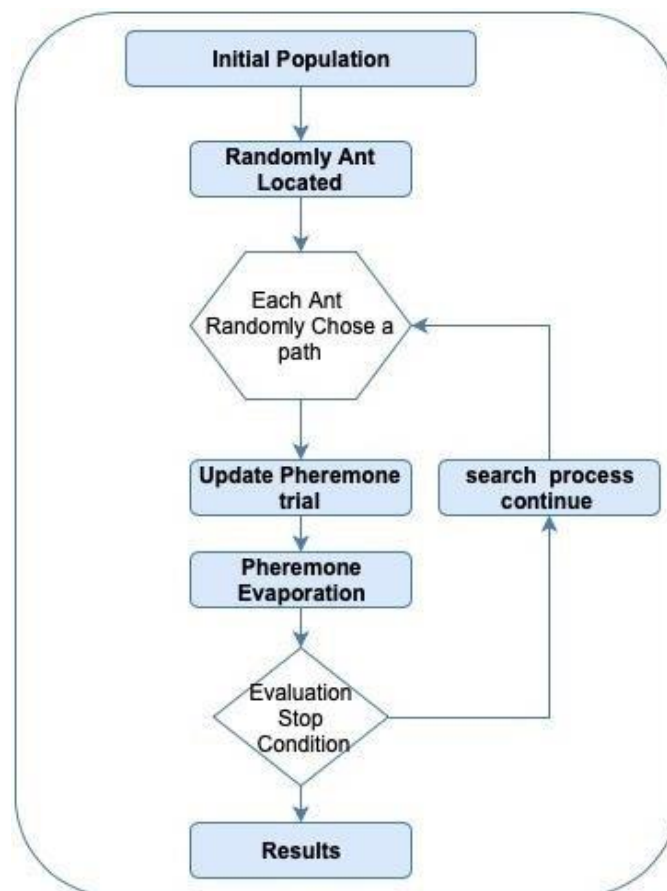 Initial Population
Randomly Ant
Located
Each Ant
Randomly Chose a
path
Update Pheremone
trial
search process
continue
Pheremone
Evaporation
Evaluation
Stop
Condition
Results